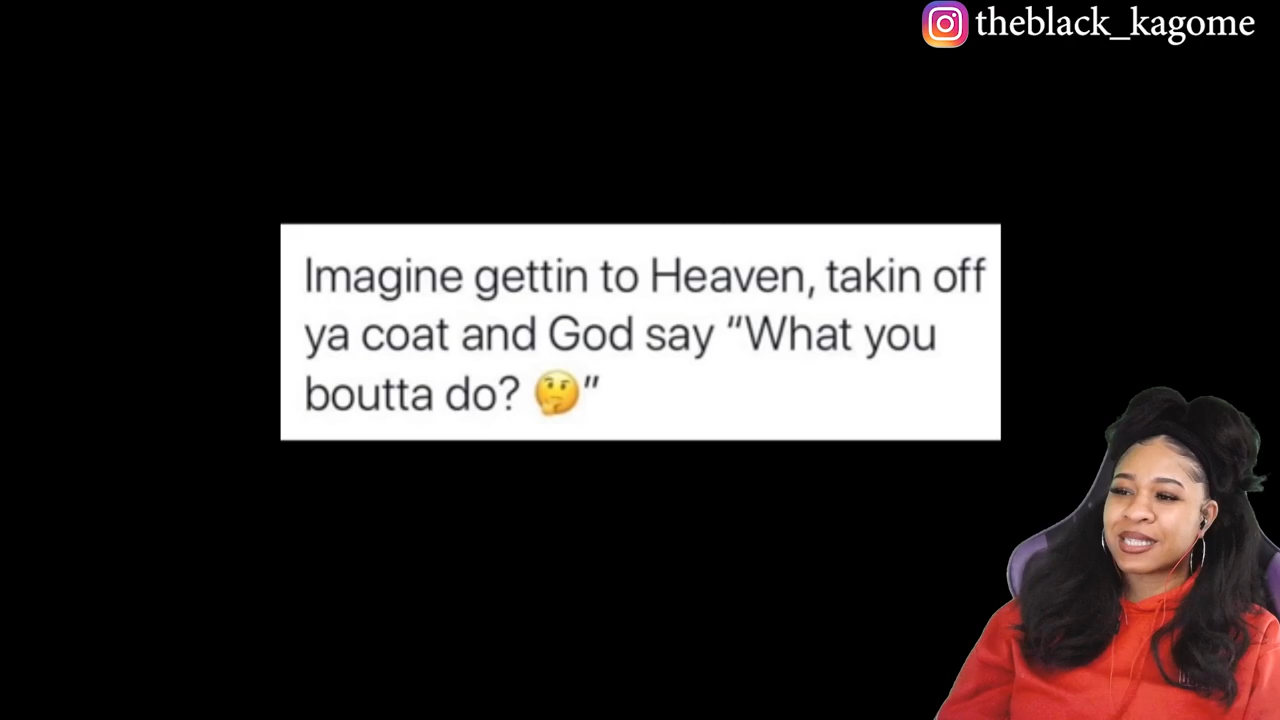 theblack_kagome
Imagine gettin to Heaven, takin off
ya coat and God say “What you
boutta do? 🤔”